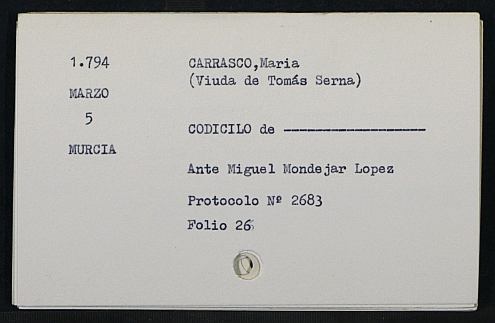 1.794
MARZO
5
MURCIA
CARRASCO,Maria
(Viuda de Tomás Serna)
CODICILO de -------------------
Ante Miguel Mondejar Lopez
Protocolo Nº 2683
Folio 26